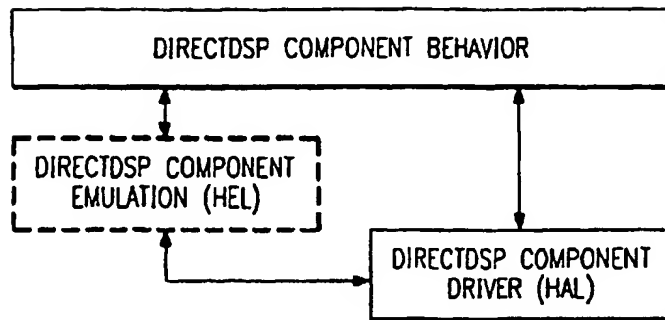 DIRECTDSP COMPONENT BEHAVIOR
DIRECTDSP COMPONENT
EMULATION (HEL)
DIRECTDSP COMPONENT
DRIVER (HAL)